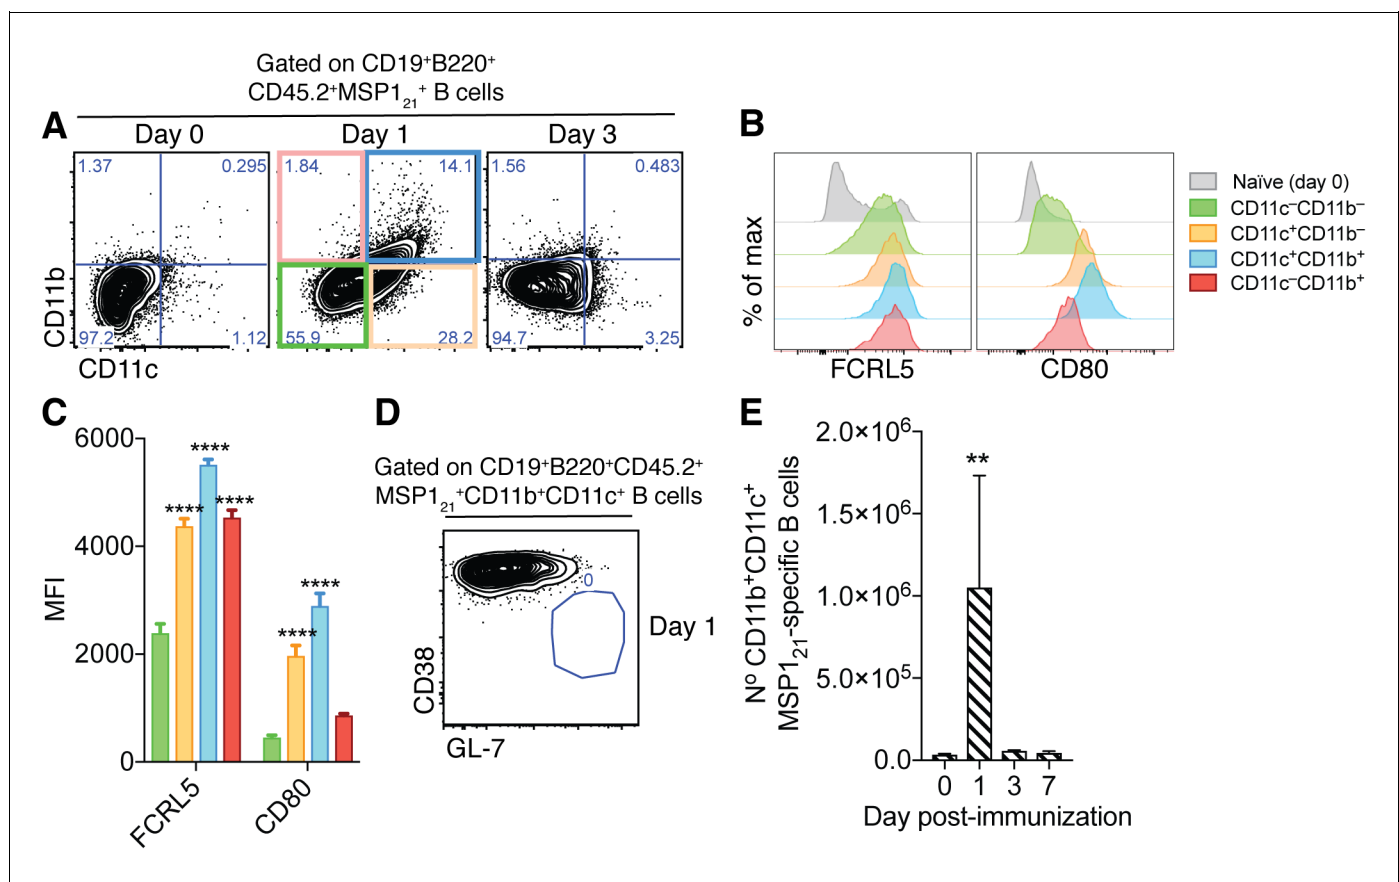 Gated on CD19⁺B220⁺
CD45.2⁺MSP1₂₁⁺ B cells
A
Day 0
Day 1
Day 3
1.37
0.295
97.2
1.12
1.84
14.1
55.9
28.2
1.56
0.483
94.7
3.25
CD11b
CD11c
B
% of max
FCRL5
CD80
Naïve (day 0)
CD11c⁻CD11b⁻
CD11c⁺CD11b⁻
CD11c⁺CD11b⁺
CD11c⁻CD11b⁺
C
MFI
6000
4000
2000
0
****
****
****
****
****
FCRL5
CD80
D
Gated on CD19⁺B220⁺CD45.2⁺
MSP1₂₁⁺CD11b⁺CD11c⁺ B cells
0
Day 1
CD38
GL-7
E
Nº CD11b⁺CD11c⁺
MSP1₂₁-specific B cells
2.0×10⁶
1.5×10⁶
1.0×10⁶
5.0×10⁵
0.0
**
0 1 3 7
Day post-immunization